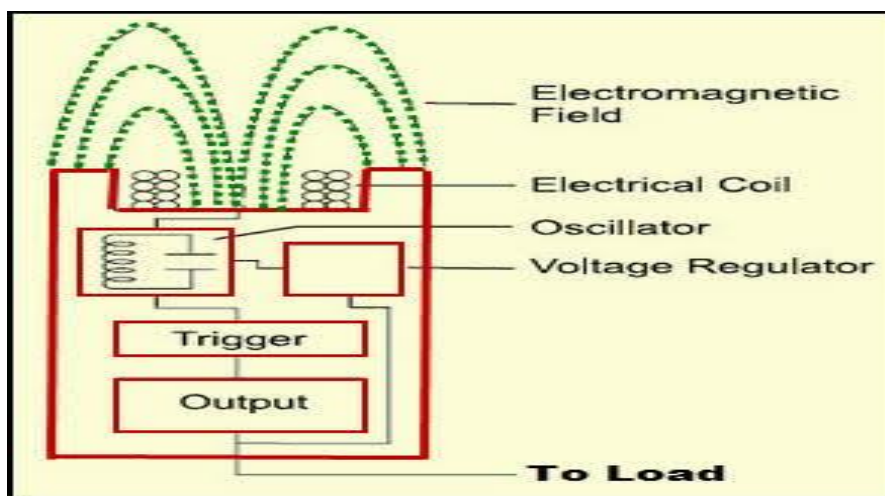 Electromagnetic
Field
Electrical Coil
Oscillator
Voltage Regulator
Trigger
Output
To Load